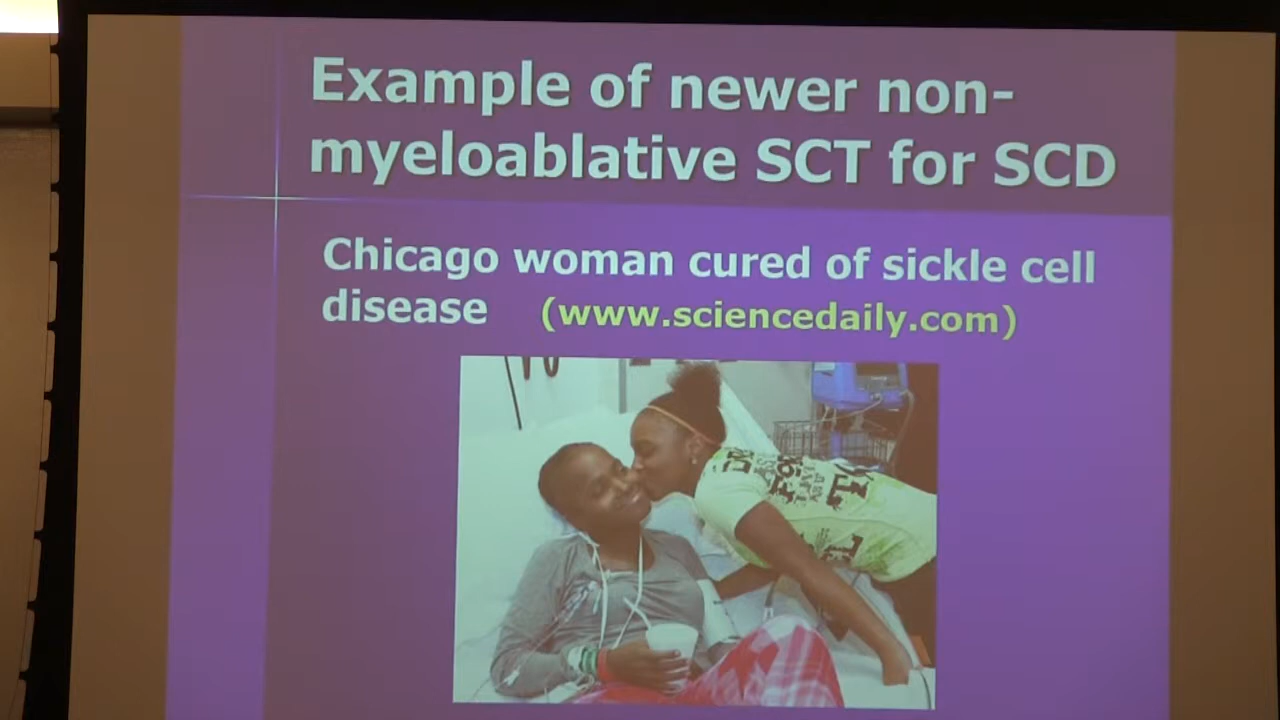 Example of newer non-
myeloablative SCT for SCD
Chicago woman cured of sickle cell
disease (www.sciencedaily.com)